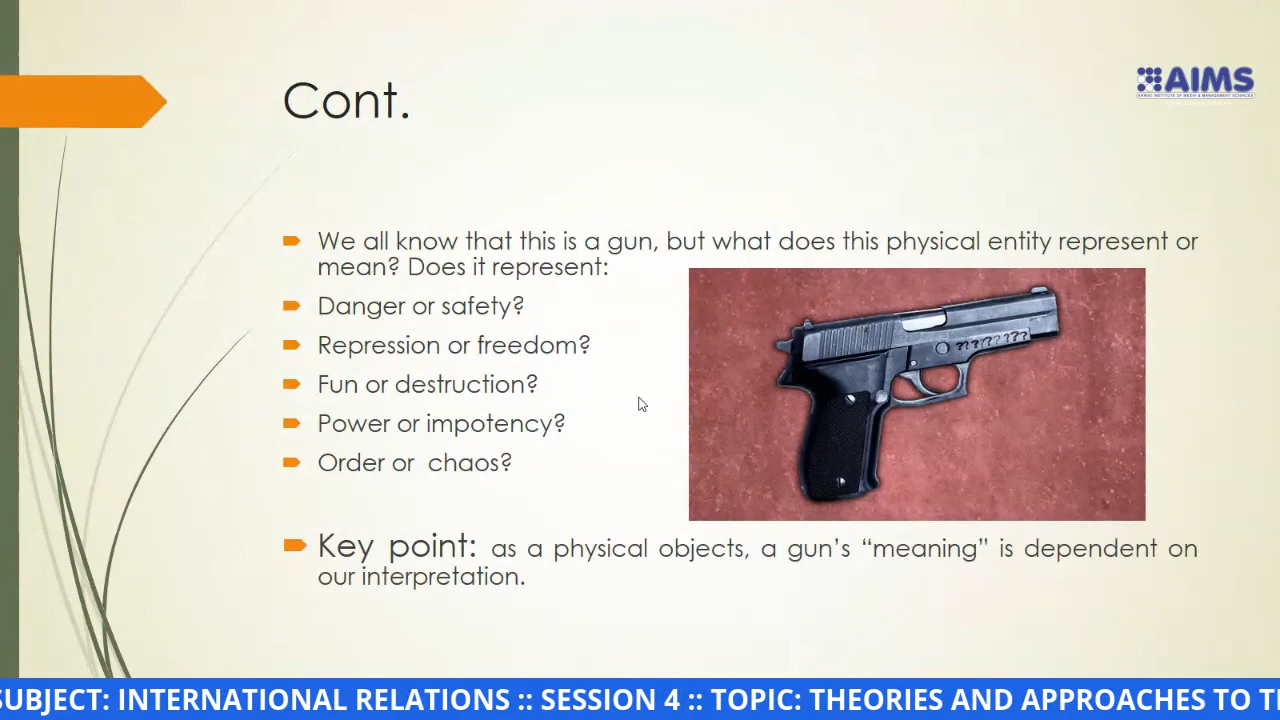 Cont.
AIMS
We all know that this is a gun, but what does this physical entity represent or
mean? Does it represent:
Danger or safety?
Repression or freedom?
Fun or destruction?
Power or impotency?
Order or  chaos?
???????
Key point: as a physical objects, a gun’s “meaning” is dependent on
our interpretation.
SUBJECT: INTERNATIONAL RELATIONS :: SESSION 4 :: TOPIC: THEORIES AND APPROACHES TO